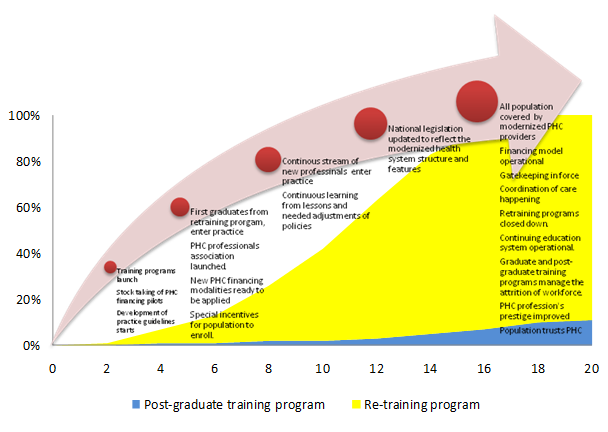 100%
80%
60%
40%
20%
0%
Training programs
launch
Stock taking of PHC
financing pilots
Development of
practice guidelines
starts
First graduates from
retraining porgram,
enter practice
PHC professionals
association
launched.
New PHC financing
modalities ready to
be applied
Special incentives
for population to
enroll.
Continous stream of
new professinals enter
practice
Continuous learning
from lessons and
needed adjustments of
policies
National legislation
updated to reflect the
modernized health
system structure and
features
All population
covered by
modernized PHC
providers
Financing model
operational
Gatekeeping in force
Coordination of care
happening
Retraining programs
closed down.
Continuing education
system operational.
Graduate and post-
graduate training
programs manage the
attrition of workforce.
PHC profession's
prestige improved
Population trusts PHC
0 2 4 6 8 10 12 14 16 18 20
Post-graduate training program
Re-training program